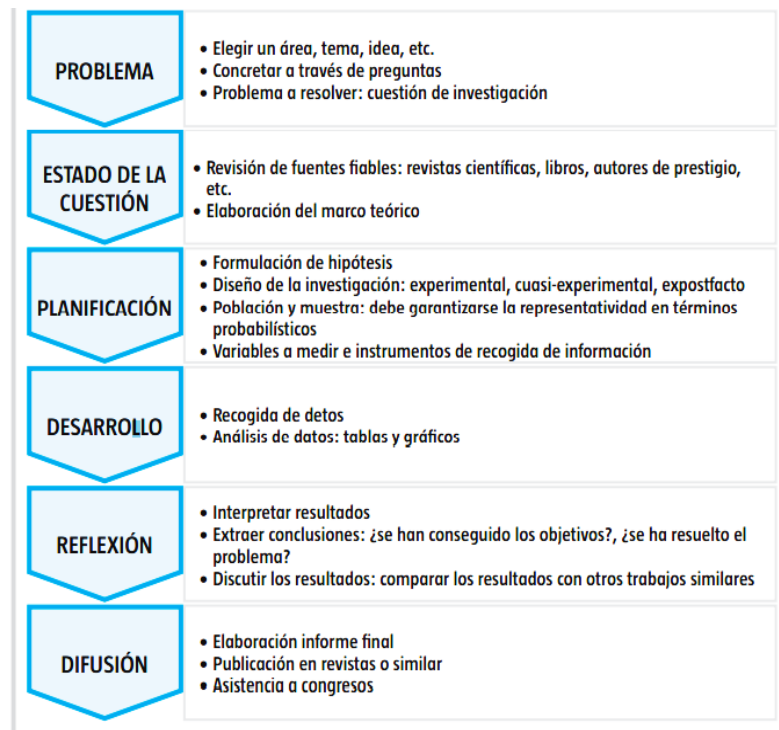 PROBLEMA
• Elegir un área, tema, idea, etc.
• Concretar a través de preguntas
• Problema a resolver: cuestión de investigación
ESTADO DE LA
CUESTIÓN
• Revisión de fuentes fiables: revistas científicas, libros, autores de prestigio,
etc.
• Elaboración del marco teórico
PLANIFICACIÓN
• Formulación de hipótesis
• Diseño de la investigación: experimental, cuasi-experimental, expostfacto
• Población y muestra: debe garantizarse la representatividad en términos
probabilísticos
• Variables a medir e instrumentos de recogida de información
DESARROLLO
• Recogida de detos
• Análisis de datos: tablas y gráficos
REFLEXIÓN
• Interpretar resultados
• Extraer conclusiones: ¿se han conseguido los objetivos?, ¿se ha resuelto el
problema?
• Discutir los resultados: comparar los resultados con otros trabajos similares
DIFUSIÓN
• Elaboración informe final
• Publicación en revistas o similar
• Asistencia a congresos